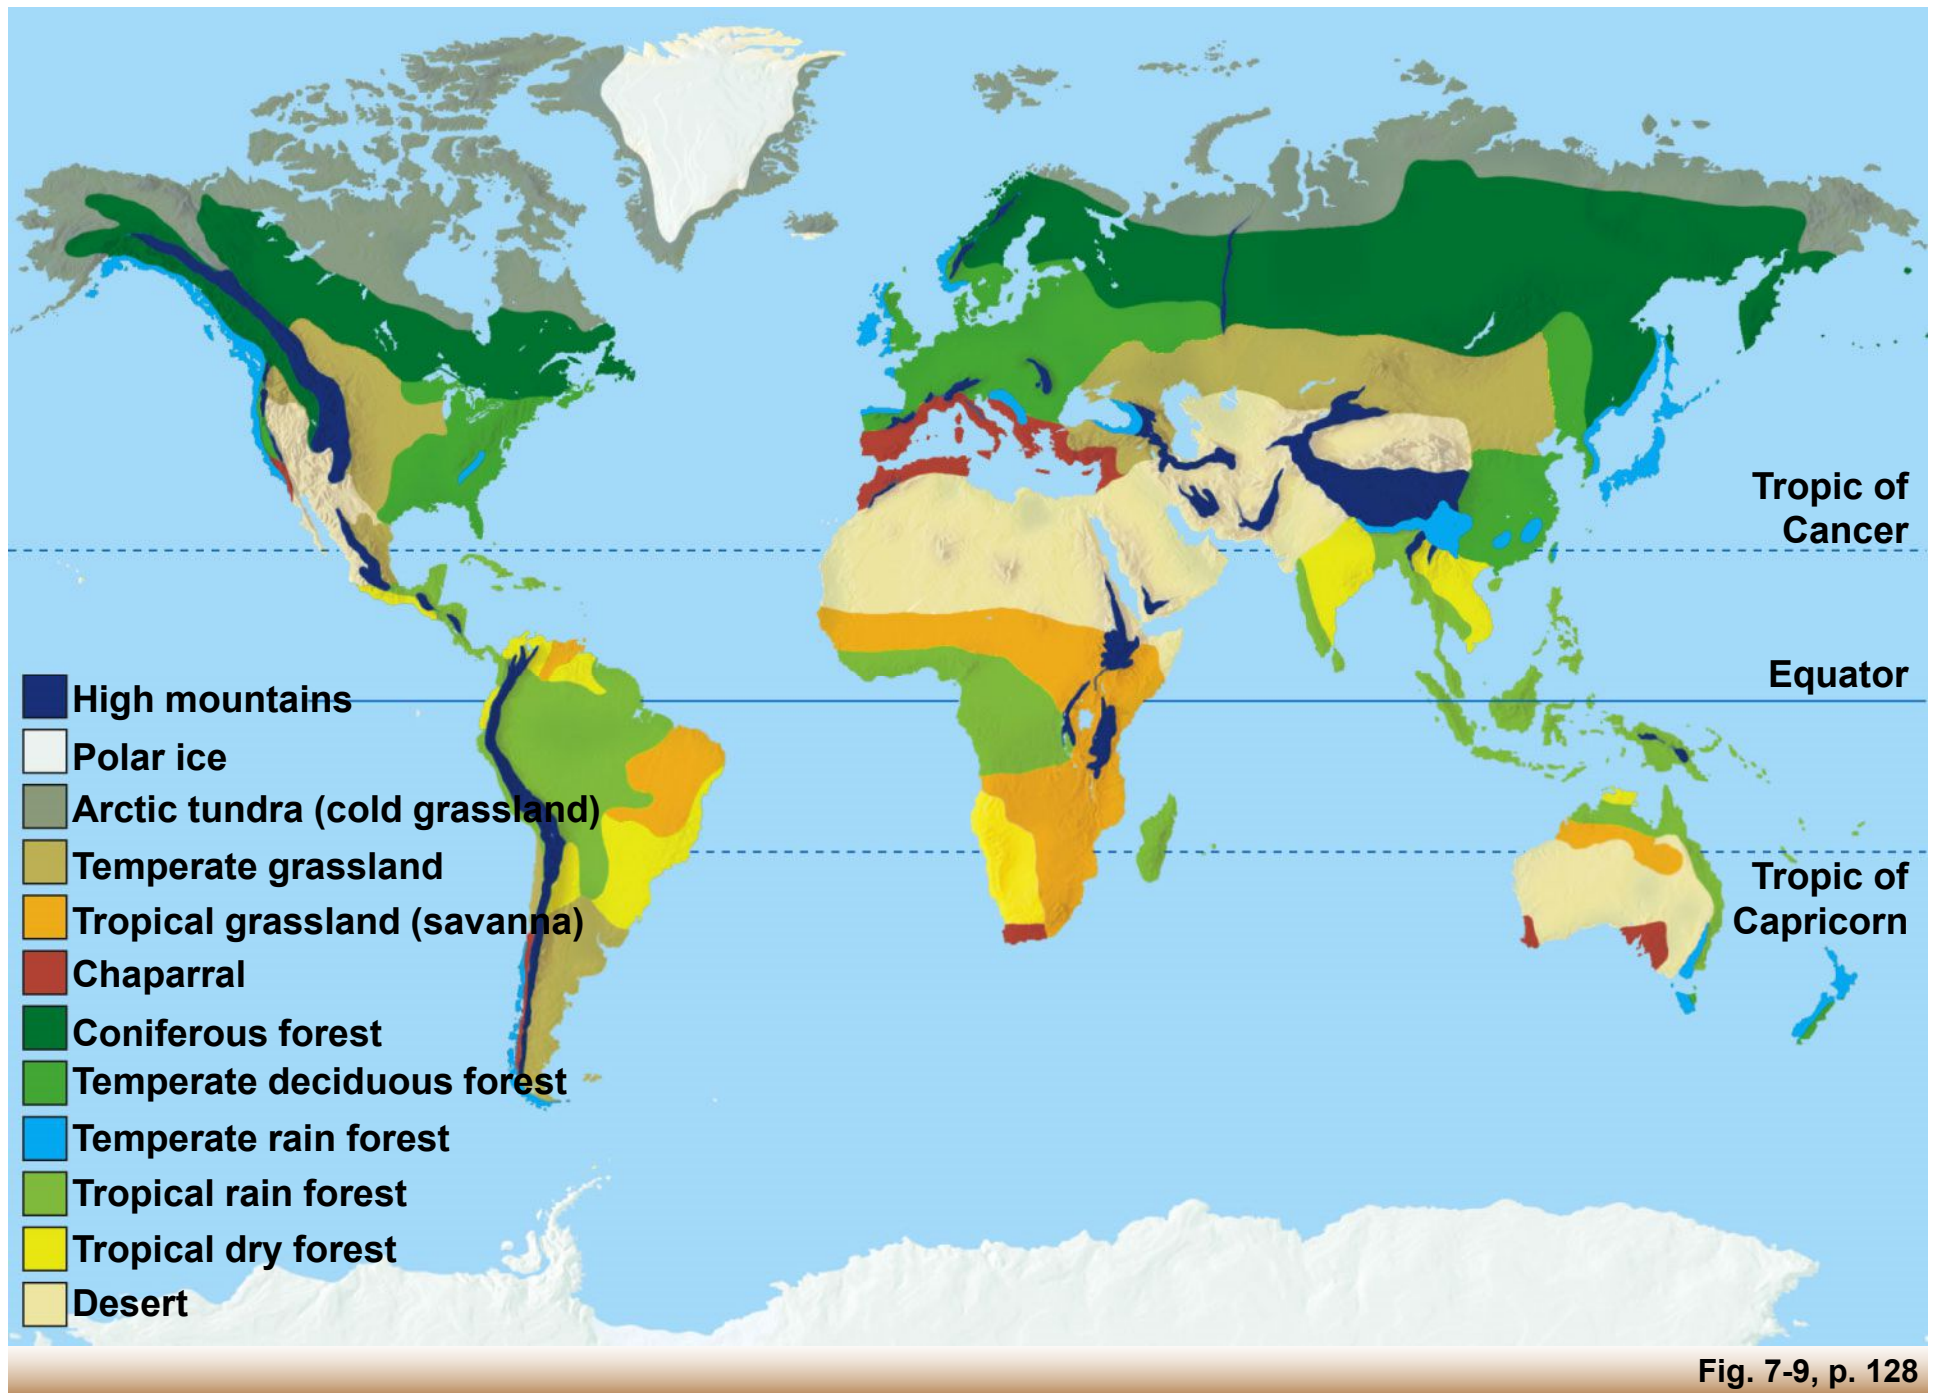 Tropic of
Cancer
Equator
High mountains
Polar ice
Arctic tundra (cold grassland)
Temperate grassland
Tropical grassland (savanna)
Chaparral
Coniferous forest
Temperate deciduous forest
Temperate rain forest
Tropical rain forest
Tropical dry forest
Desert
Tropic of
Capricorn
Fig. 7-9, p. 128